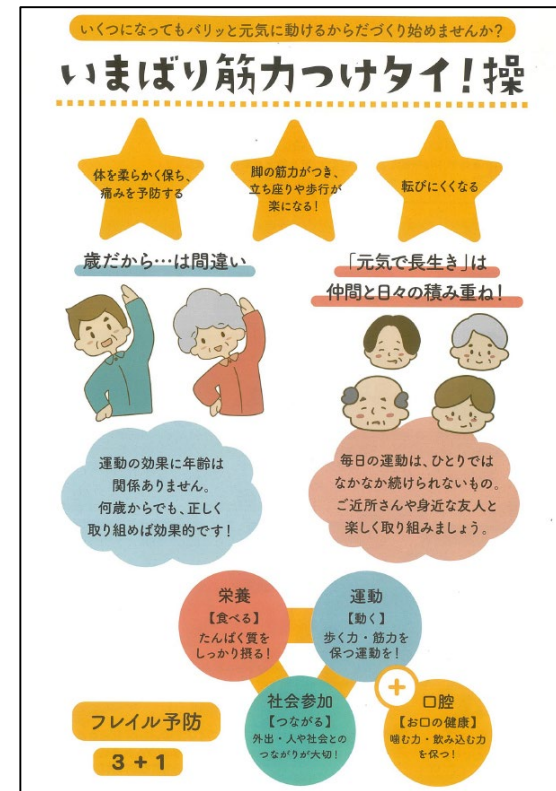 いくつになってもバリッと元気に動けるからだづくり始めませんか?
いまばり筋力つけタイ!操
体を柔らかく保ち、
痛みを予防する
脚の筋力がつき、
立ち座りや歩行が
楽になる!
転びにくくなる
歳だから…は間違い
「元気で長生き」は
仲間と日々の積み重ね!
運動の効果に年齢は
関係ありません。
何歳からでも、正しく
取り組めば効果的です!
毎日の運動は、ひとりでは
なかなか続けられないもの。
ご近所さんや身近な友人と
楽しく取り組みましょう。
栄養
【食べる】
たんぱく質を
しっかり摂る!
運動
【動く】
歩く力・筋力を
保つ運動を!
社会参加
【つながる】
外出・人や社会との
つながりが大切!
+
口腔
【お口の健康】
噛む力・飲み込む力
を保つ!
フレイル予防
3+1